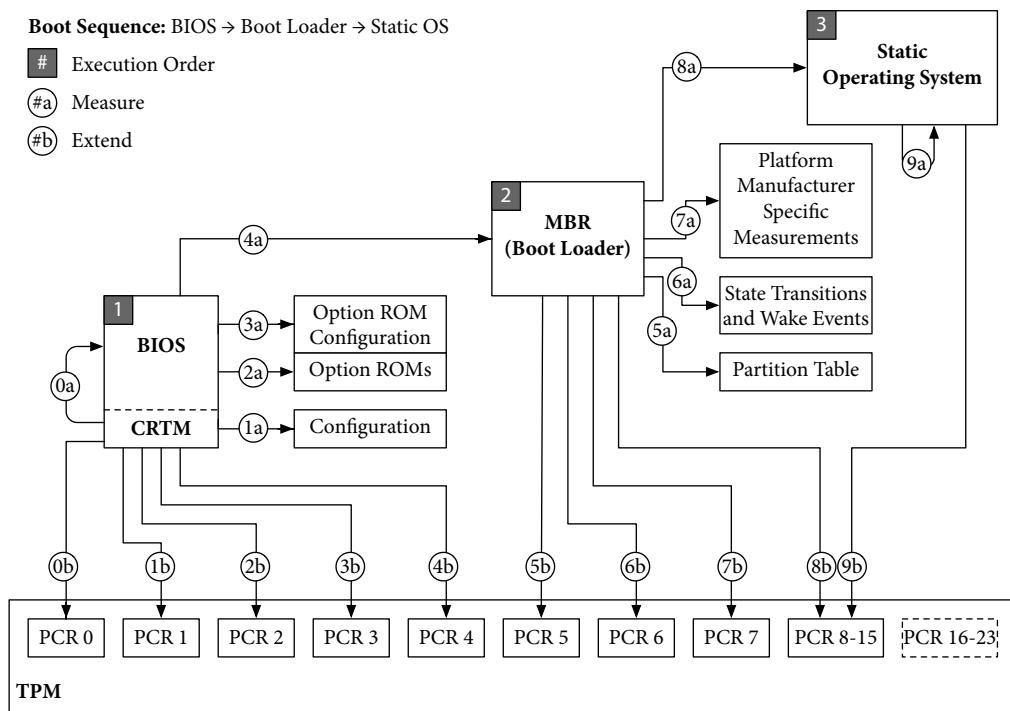 Boot Sequence: BIOS → Boot Loader → Static OS
# Execution Order
#a Measure
#b Extend
3
Static
Operating System
8a
9a
Platform
Manufacturer
Specific
Measurements
2
MBR
(Boot Loader)
7a
4a
6a
State Transitions
and Wake Events
5a
Partition Table
1
BIOS
3a
Option ROM
Configuration
0a
2a
Option ROMs
CRTM
1a
Configuration
0b
1b
2b
3b
4b
5b
6b
7b
8b
9b
PCR 0
PCR 1
PCR 2
PCR 3
PCR 4
PCR 5
PCR 6
PCR 7
PCR 8-15
PCR 16-23
TPM